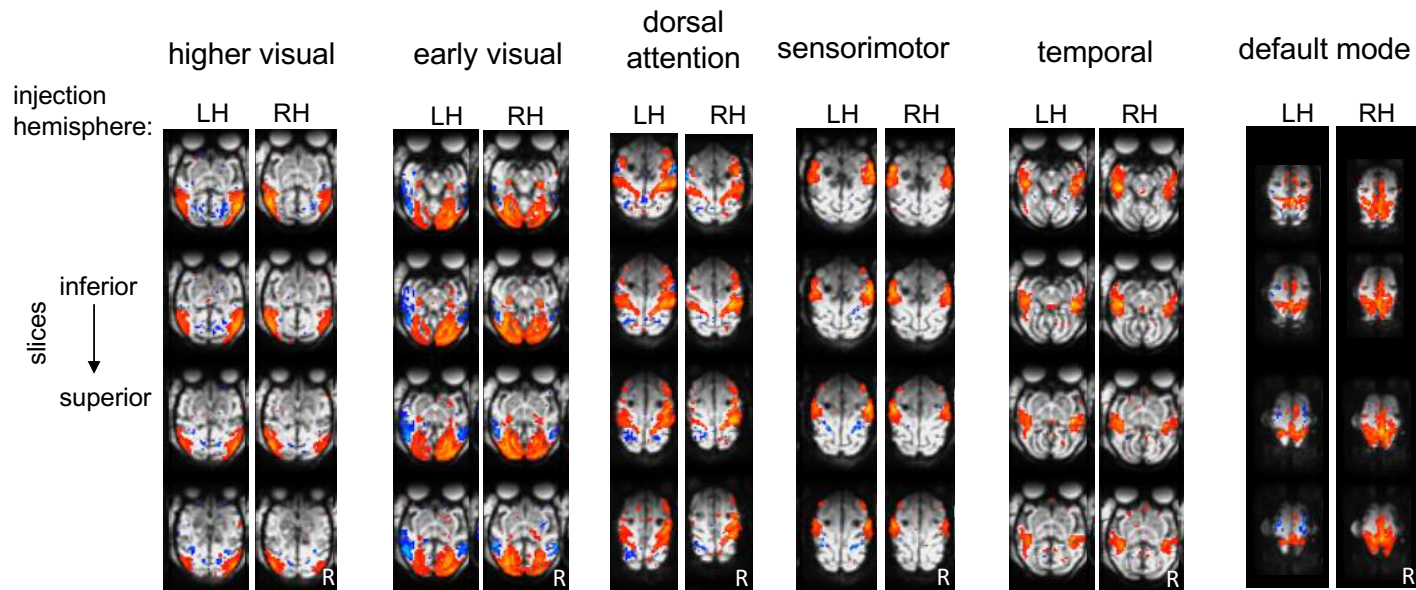 higher visual
early visual
dorsal
attention
sensorimotor
temporal
default mode
injection
hemisphere:
LH RH
LH RH
LH RH
LH RH
LH RH
LH RH
slices
inferior
superior
R
R
R
R
R
R